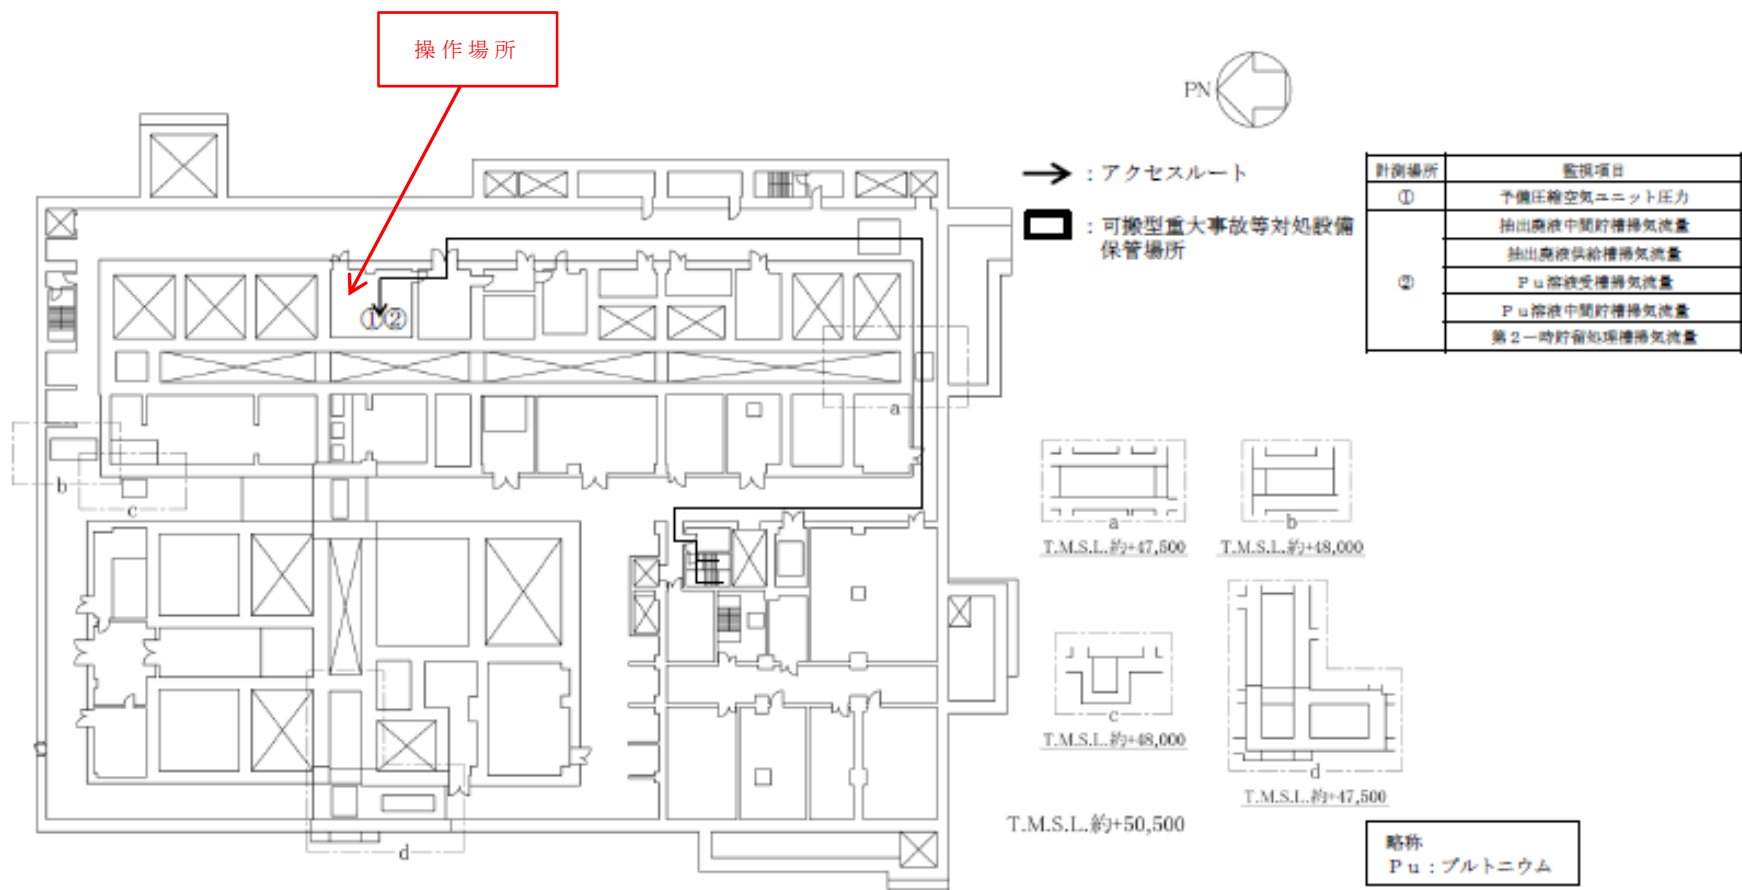 操作場所
PN
:アクセスルート
:可搬型重大事故等対処設備
保管場所
計測場所 監視項目
① 予備圧縮空気ユニット圧力
② 抽出廃液中間貯槽掃気流量
抽出廃液供給槽掃気流量
Pu溶液受槽掃気流量
Pu溶液中間貯槽掃気流量
第2一時貯留処理槽掃気流量
①②
a
b
c
d
a
T.M.S.L.約+47,500
b
T.M.S.L.約+48,000
c
T.M.S.L.約+48,000
d
T.M.S.L.約+47,500
T.M.S.L.約+50,500
略称
Pu:プルトニウム